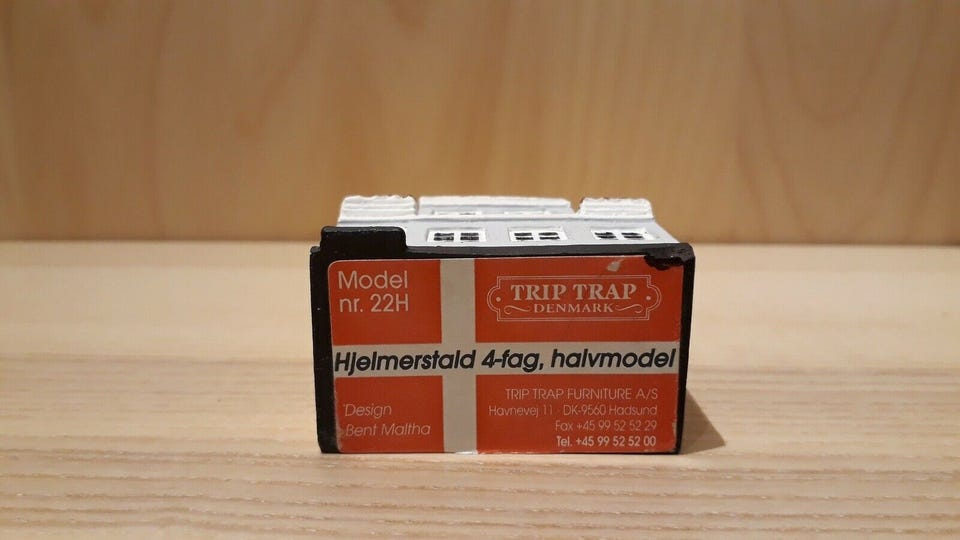 Model
nr. 22H
TRIP TRAP
DENMARK
Hjelmerstald 4-fag, halvmodel
Design
Bent Maltha
TRIP TRAP FURNITURE A/S
Havnevej 11 · DK-9560 Hadsund
Fax +45 99 52 52 29
Tel. +45 99 52 52 00